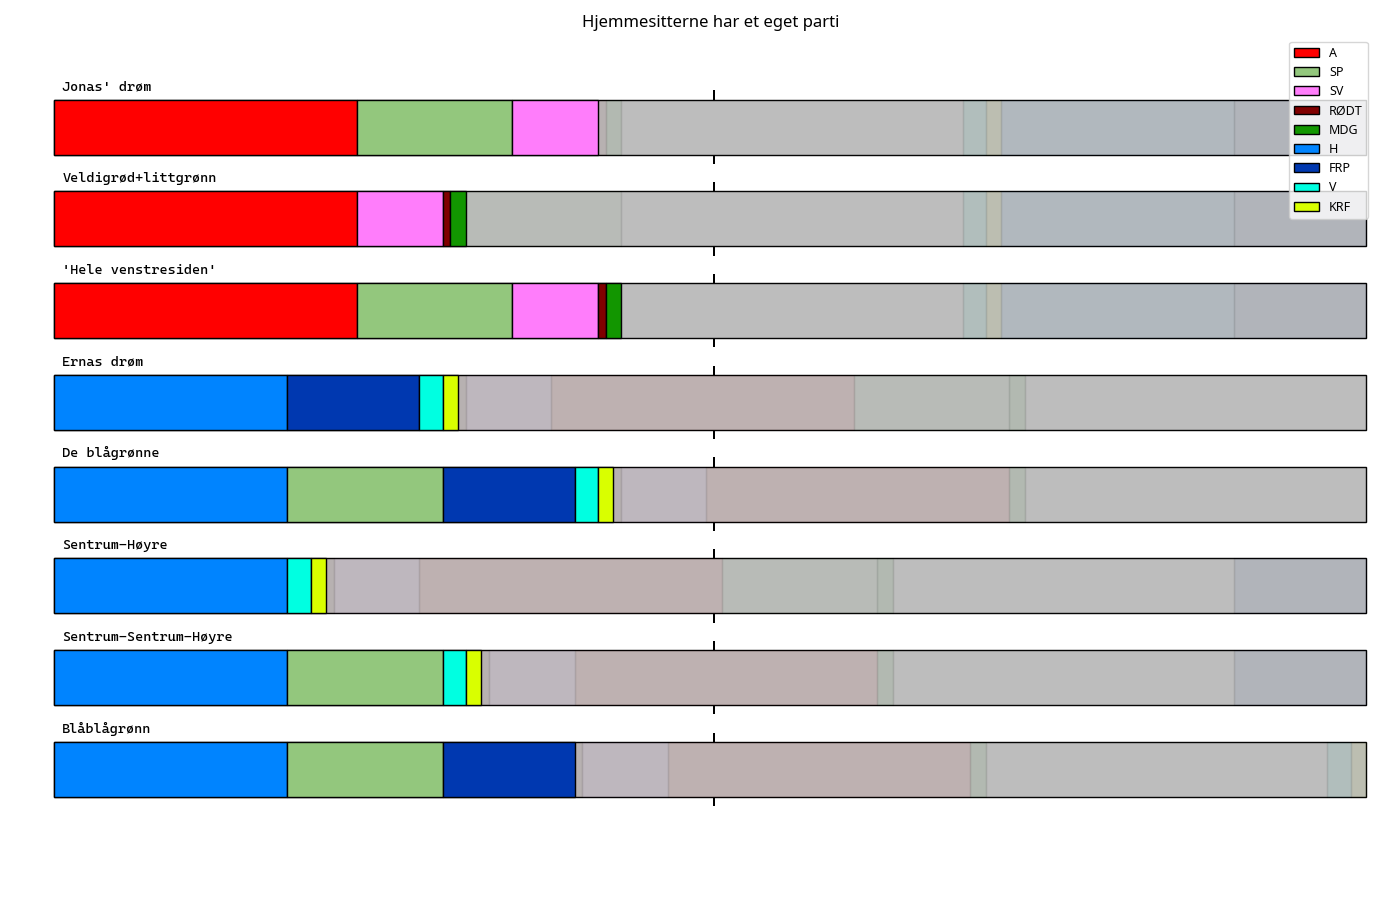 Hjemmesitterne har et eget parti
A
SP
SV
RØDT
MDG
H
FRP
V
KRF
Jonas' drøm
Veldigrød+littgrønn
'Hele venstresiden'
Ernas drøm
De blågrønne
Sentrum-Høyre
Sentrum-Sentrum-Høyre
Blåblågrønn